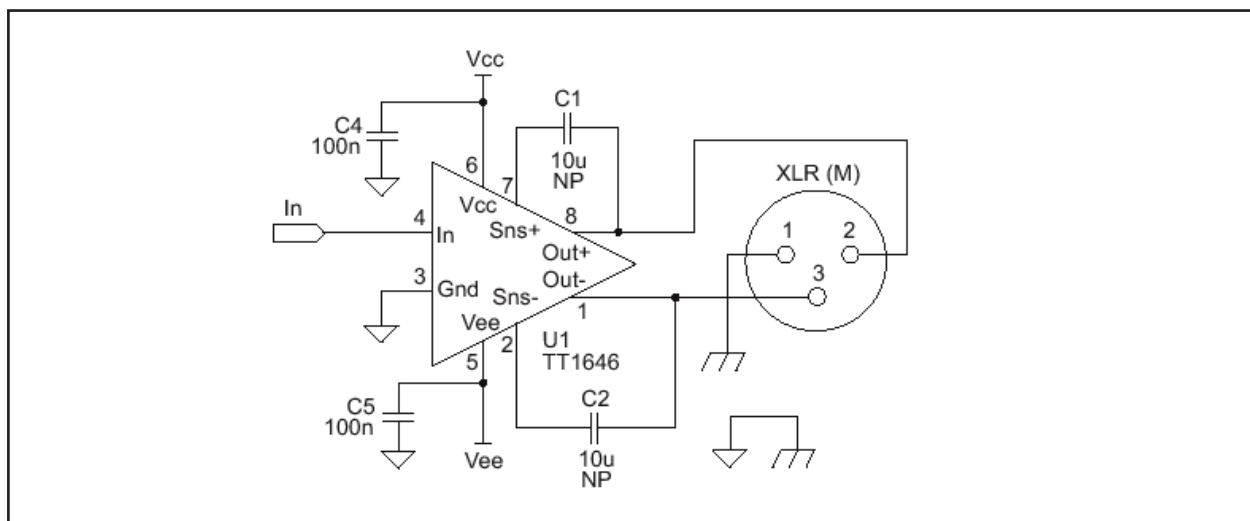 Vcc
C4
100n
6
7
C1
10u
NP
Vcc
In
4
In
Sns+
8
Out+
Out-
3
Gnd
Sns-
1
Vee
2
5
U1
TT1646
C5
100n
Vee
C2
10u
NP
XLR (M)
1
2
3